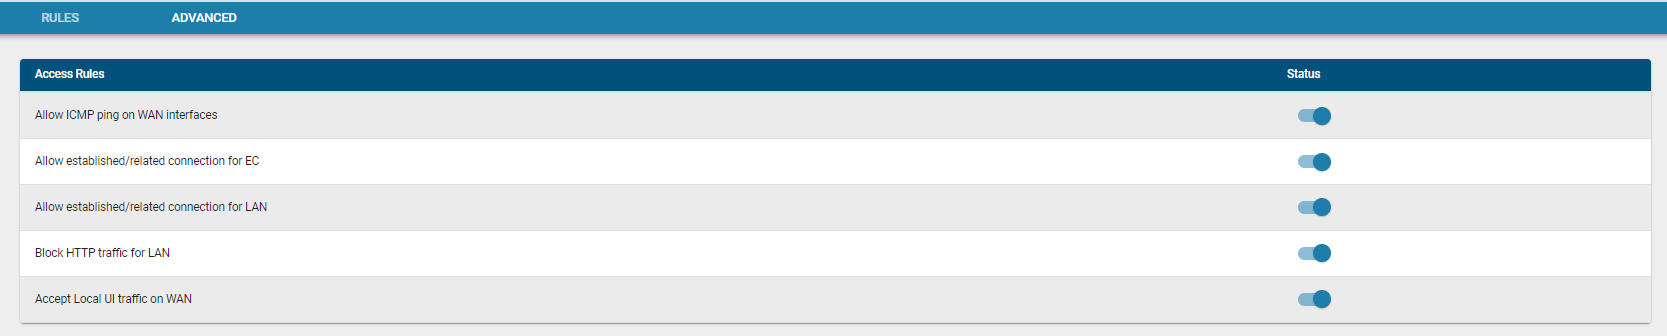 RULES ADVANCED
Access Rules Status
Allow ICMP ping on WAN interfaces
Allow established/related connection for EC
Allow established/related connection for LAN
Block HTTP traffic for LAN
Accept Local UI traffic on WAN